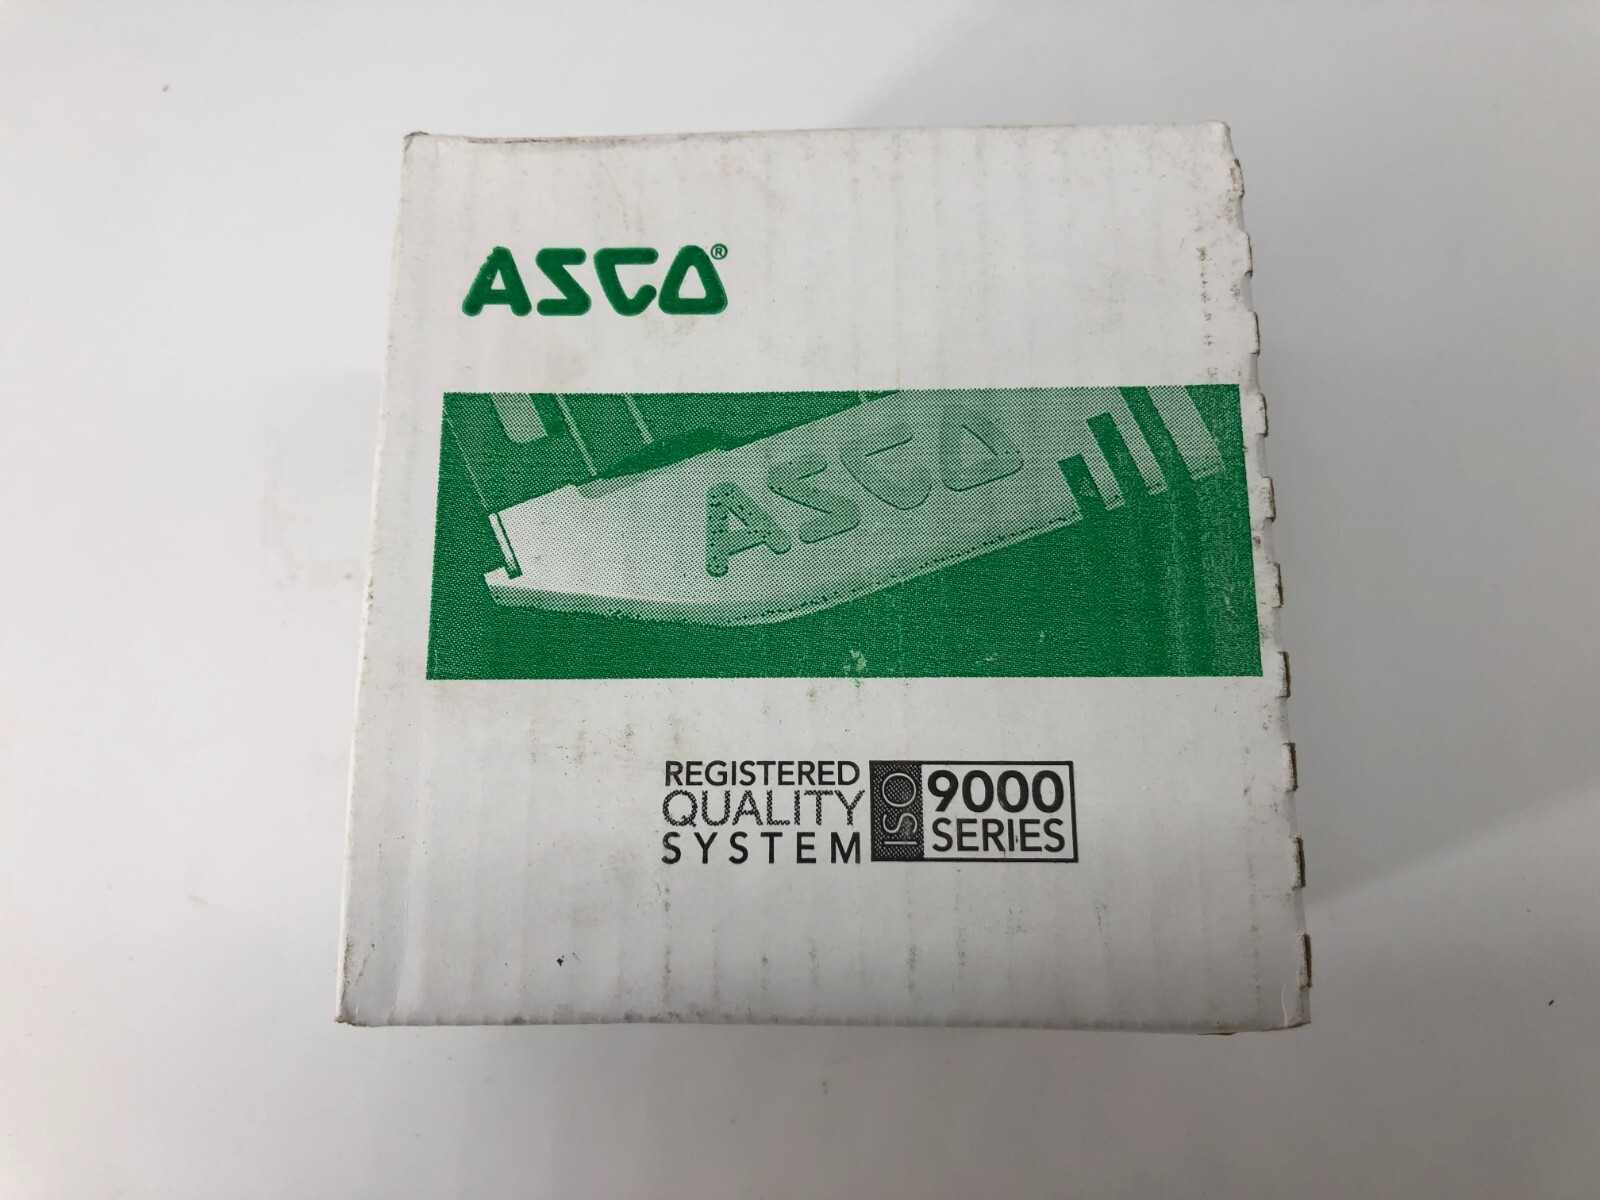 ASCO®
ASCO
REGISTERED
QUALITY
SYSTEM
ISO
9000
SERIES